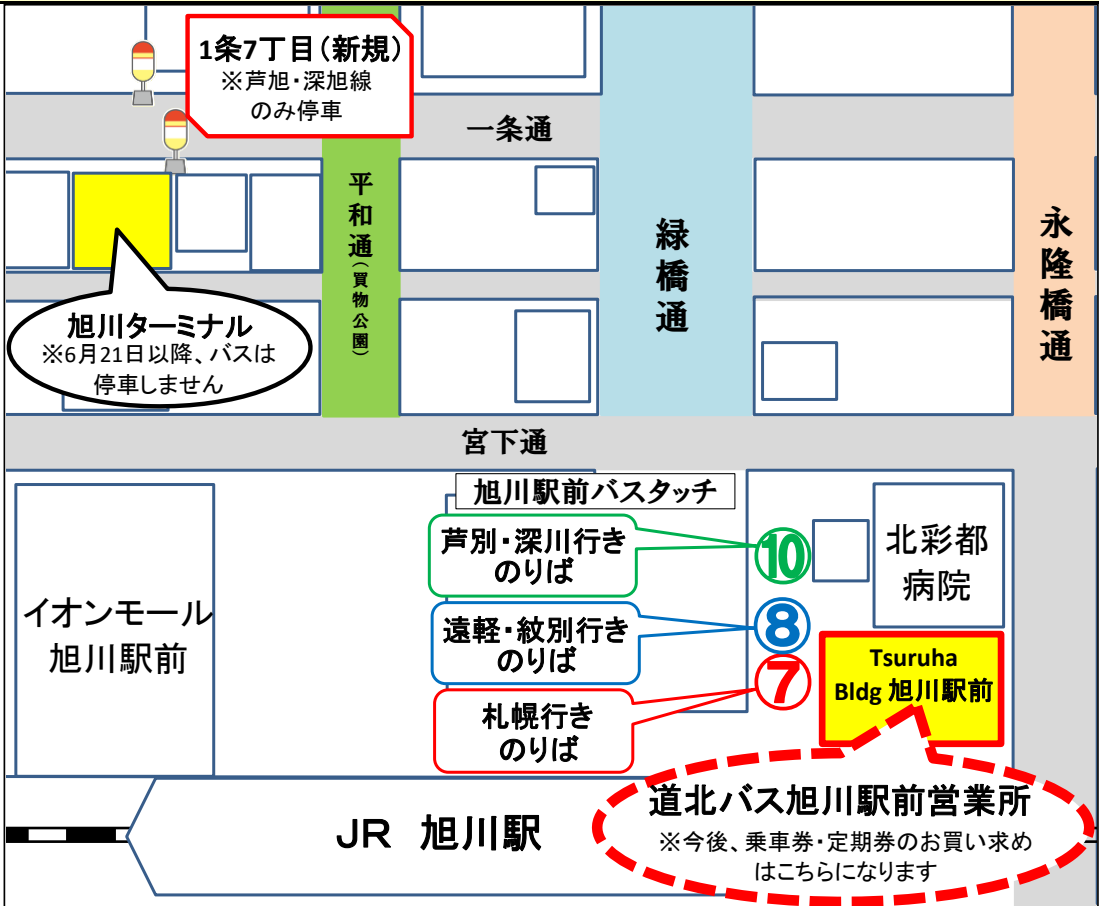 1条7丁目(新規)
※芦旭・深旭線
のみ停車
一条通
平和通(買物公園)
緑橋通
永隆橋通
旭川ターミナル
※6月21日以降、バスは
停車しません
宮下通
旭川駅前バスタッチ
芦別・深川行き
のりば
⑩
北彩都
病院
イオンモール
旭川駅前
遠軽・紋別行き
のりば
⑧
札幌行き
のりば
⑦
Tsuruha
Bldg 旭川駅前
道北バス旭川駅前営業所
※今後、乗車券・定期券のお買い求め
はこちらになります
JR 旭川駅